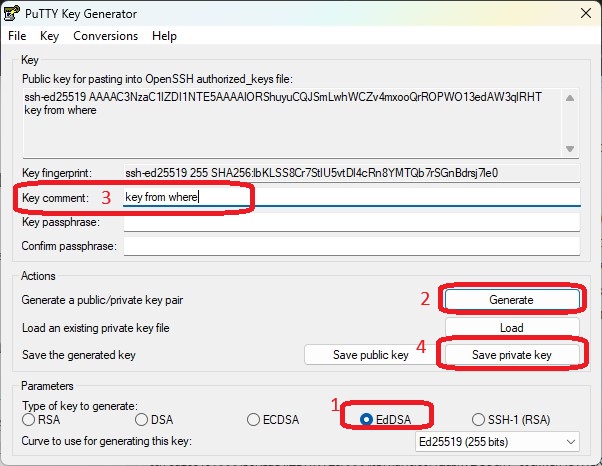 PuTTY Key Generator
File Key Conversions Help
Key
Public key for pasting into OpenSSH authorized_keys file:
ssh-ed25519 AAAAC3NzaC1lZDI1NTE5AAAAIORShuyuCQJSmLwhWCZv4mxooQrROPWO13edAW3qIRHT
key from where
Key fingerprint: ssh-ed25519 255 SHA256:lbKLSS8Cr7StIU5vtDl4cRn8YMTQb7rSGnBdrsj7le0
Key comment: 3 key from where
Key passphrase:
Confirm passphrase:
Actions
Generate a public/private key pair 2 Generate
Load an existing private key file Load
Save the generated key Save public key 4 Save private key
Parameters
Type of key to generate:
RSA DSA ECDSA 1 EdDSA SSH-1 (RSA)
Curve to use for generating this key: Ed25519 (255 bits)